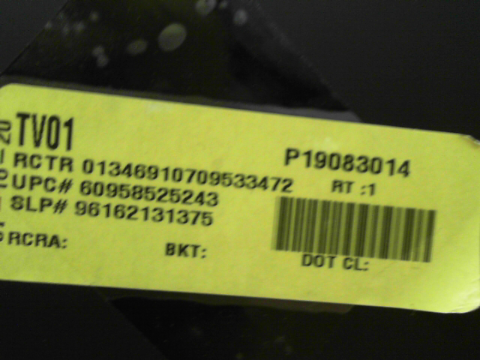 TV01
P19083014
RCTR 01346910709533472
RT :1
UPC# 60958525243
SLP# 96162131375
RCRA:
BKT:
DOT CL: